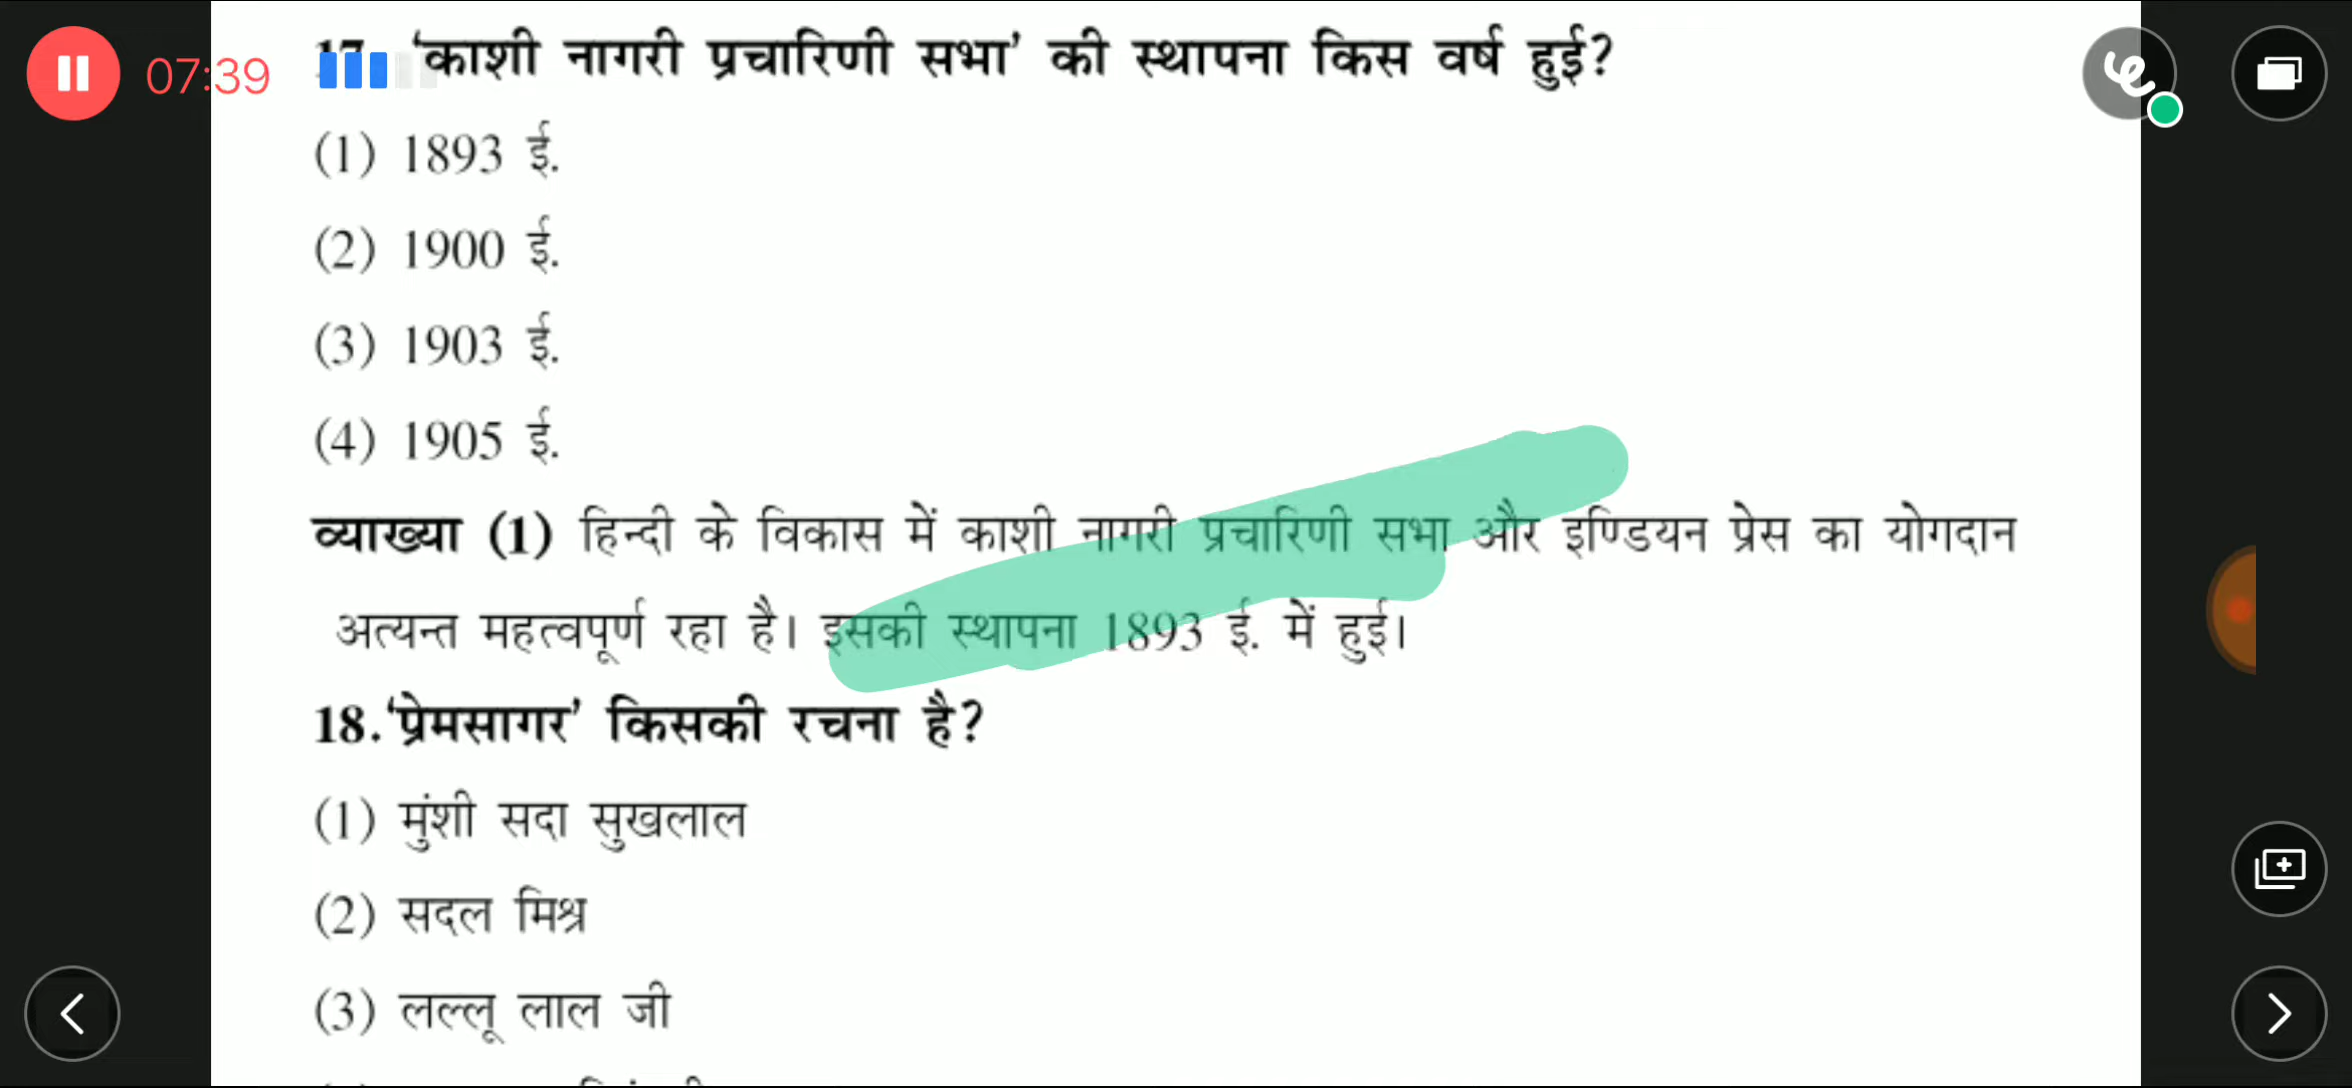 07:39
17. 'काशी नागरी प्रचारिणी सभा' की स्थापना किस वर्ष हुई?
(1) 1893 ई.
(2) 1900 ई.
(3) 1903 ई.
(4) 1905 ई.
व्याख्या (1) हिन्दी के विकास में काशी नागरी प्रचारिणी सभा और इण्डियन प्रेस का योगदान
अत्यन्त महत्वपूर्ण रहा है। इसकी स्थापना 1893 ई. में हुई।
18. 'प्रेमसागर' किसकी रचना है?
(1) मुंशी सदा सुखलाल
(2) सदल मिश्र
(3) लल्लू लाल जी